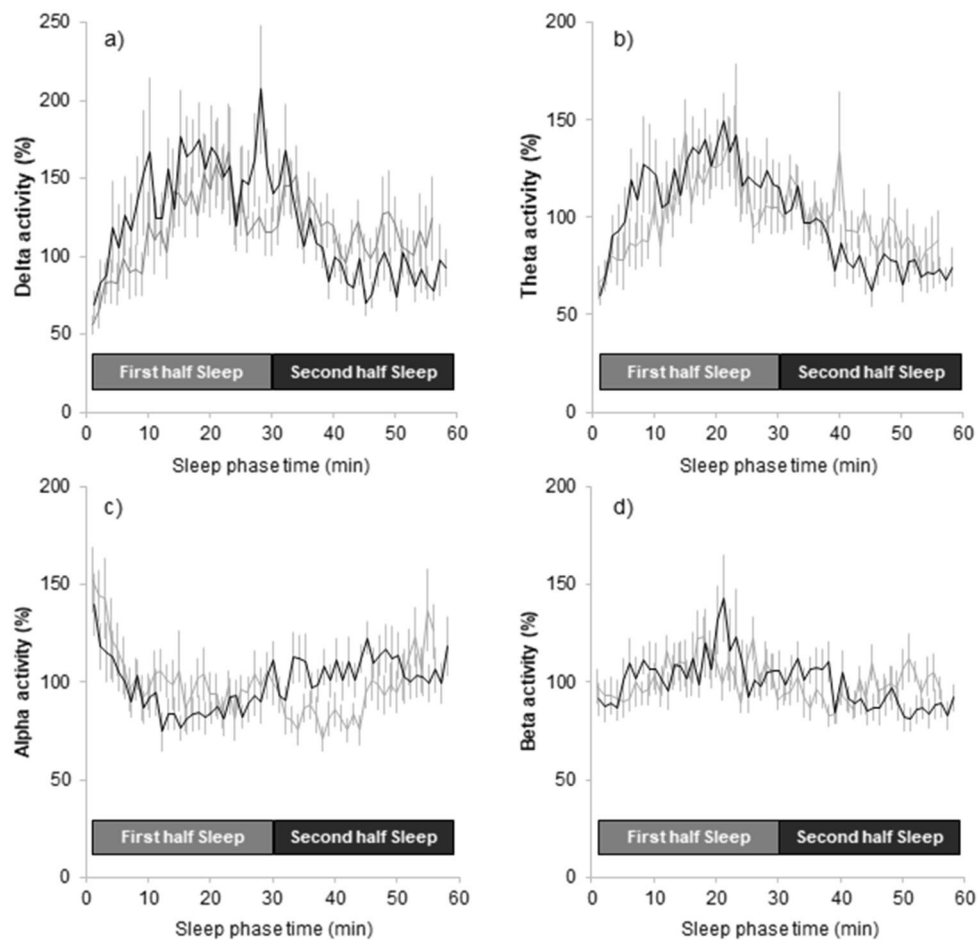 a)
Delta activity (%)
250
200
150
100
50
0
First half Sleep
Second half Sleep
0 10 20 30 40 50 60
Sleep phase time (min)
b)
Theta activity (%)
200
150
100
50
0
First half Sleep
Second half Sleep
0 10 20 30 40 50 60
Sleep phase time (min)
c)
Alpha activity (%)
200
150
100
50
0
First half Sleep
Second half Sleep
0 10 20 30 40 50 60
Sleep phase time (min)
d)
Beta activity (%)
200
150
100
50
0
First half Sleep
Second half Sleep
0 10 20 30 40 50 60
Sleep phase time (min)